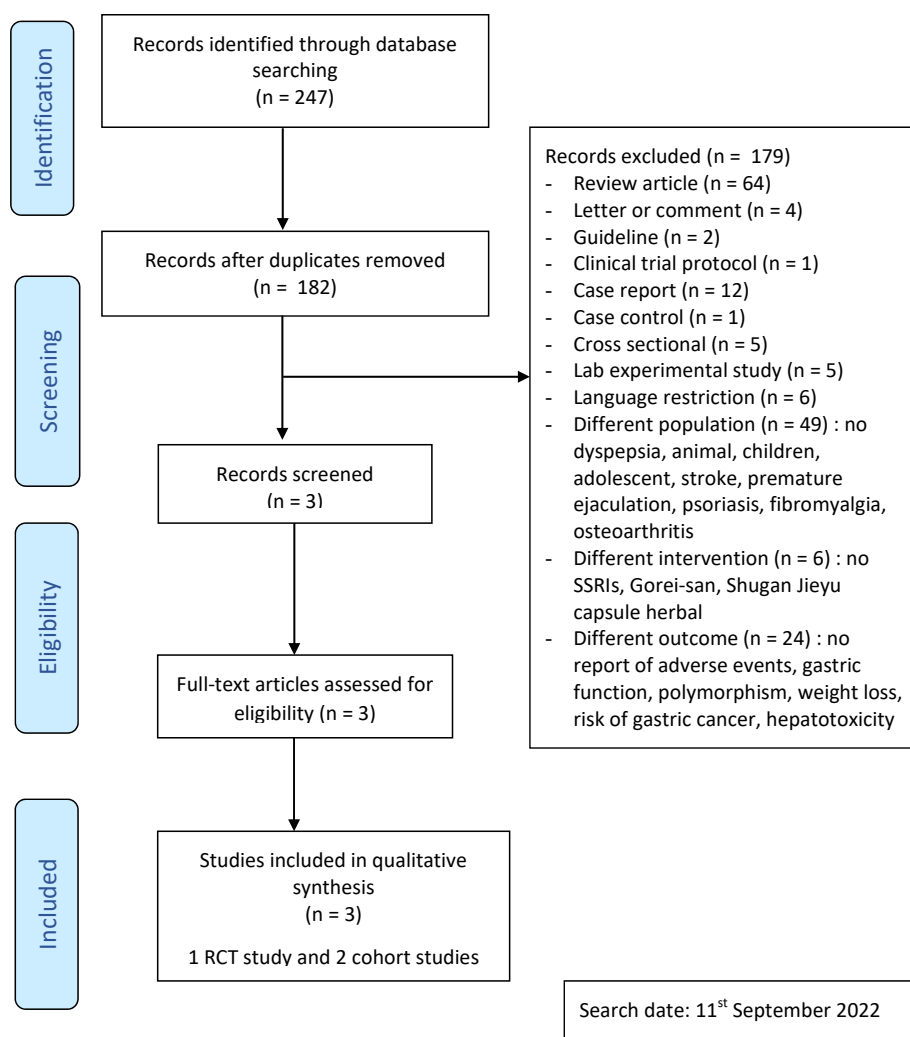 Identification
Records identified through database
searching
(n = 247)
Records after duplicates removed
(n = 182)
Records excluded (n = 179)
- Review article (n = 64)
- Letter or comment (n = 4)
- Guideline (n = 2)
- Clinical trial protocol (n = 1)
- Case report (n = 12)
- Case control (n = 1)
- Cross sectional (n = 5)
- Lab experimental study (n = 5)
- Language restriction (n = 6)
- Different population (n = 49) : no
dyspepsia, animal, children,
adolescent, stroke, premature
ejaculation, psoriasis, fibromyalgia,
osteoarthritis
- Different intervention (n = 6) : no
SSRIs, Gorei-san, Shugan Jieyu
capsule herbal
- Different outcome (n = 24) : no
report of adverse events, gastric
function, polymorphism, weight loss,
risk of gastric cancer, hepatotoxicity
Screening
Records screened
(n = 3)
Eligibility
Full-text articles assessed for
eligibility (n = 3)
Included
Studies included in qualitative
synthesis
(n = 3)
1 RCT study and 2 cohort studies
Search date: 11st September 2022